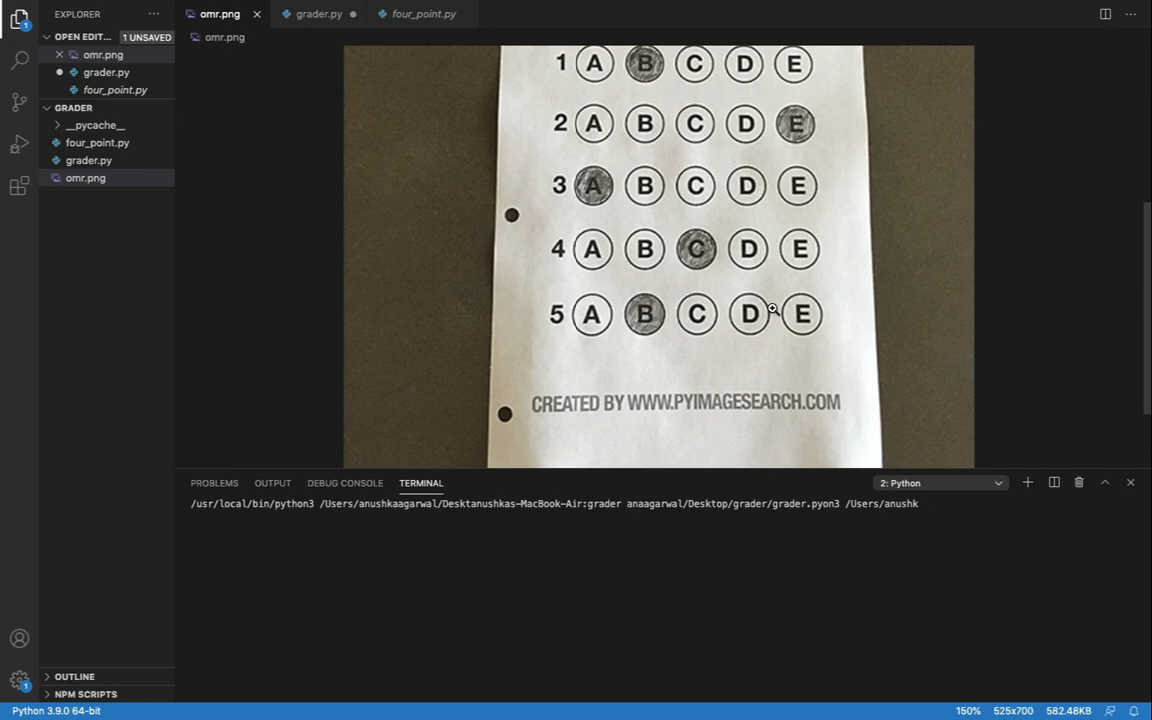 EXPLORER
omr.png
grader.py
four_point.py
OPEN EDIT...
1 UNSAVED
omr.png
omr.png
grader.py
four_point.py
GRADER
__pycache__
four_point.py
grader.py
omr.png
1 A B C D E
2 A B C D E
3 A B C D E
4 A B C D E
5 A B C D E
CREATED BY WWW.PYIMAGESEARCH.COM
PROBLEMS OUTPUT DEBUG CONSOLE TERMINAL
2: Python
/usr/local/bin/python3 /Users/anushkaagarwal/Desktanushkas-MacBook-Air:grader anaagarwal/Desktop/grader/grader.pyon3 /Users/anushk
OUTLINE
NPM SCRIPTS
Python 3.9.0 64-bit
150% 525x700 582.48KB